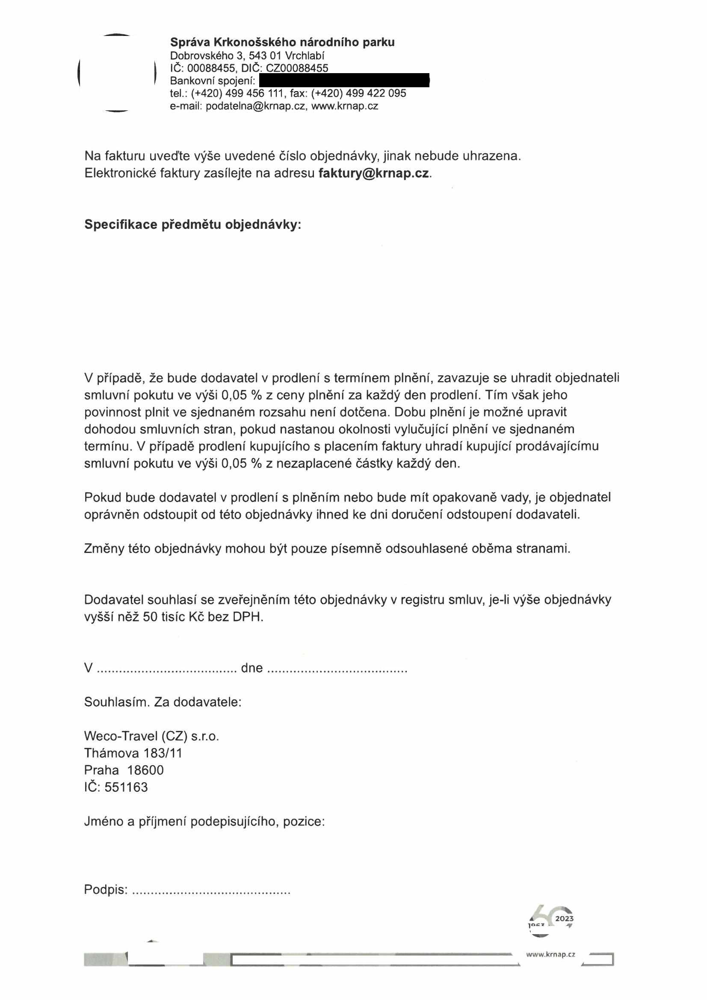 Správa Krkonošského národního parku
Dobrovského 3, 543 01 Vrchlabí
IČ: 00088455, DIČ: CZ00088455
Bankovní spojení:
tel.: (+420) 499 456 111, fax: (+420) 499 422 095
e-mail: podatelna@krnap.cz, www.krnap.cz
Na fakturu uveďte výše uvedené číslo objednávky, jinak nebude uhrazena.
Elektronické faktury zasílejte na adresu faktury@krnap.cz.
Specifikace předmětu objednávky:
V případě, že bude dodavatel v prodlení s termínem plnění, zavazuje se uhradit objednateli
smluvní pokutu ve výši 0,05 % z ceny plnění za každý den prodlení. Tím však jeho
povinnost plnit ve sjednaném rozsahu není dotčena. Dobu plnění je možné upravit
dohodou smluvních stran, pokud nastanou okolnosti vylučující plnění ve sjednaném
termínu. V případě prodlení kupujícího s placením faktury uhradí kupující prodávajícímu
smluvní pokutu ve výši 0,05 % z nezaplacené částky každý den.
Pokud bude dodavatel v prodlení s plněním nebo bude mít opakovaně vady, je objednatel
oprávněn odstoupit od této objednávky ihned ke dni doručení odstoupení dodavateli.
Změny této objednávky mohou být pouze písemně odsouhlasené oběma stranami.
Dodavatel souhlasí se zveřejněním této objednávky v registru smluv, je-li výše objednávky
vyšší něž 50 tisíc Kč bez DPH.
V ...................................... dne ......................................
Souhlasím. Za dodavatele:
Weco-Travel (CZ) s.r.o.
Thámova 183/11
Praha  18600
IČ: 551163
Jméno a příjmení podepisujícího, pozice:
Podpis: ...........................................
60
2023
www.krnap.cz